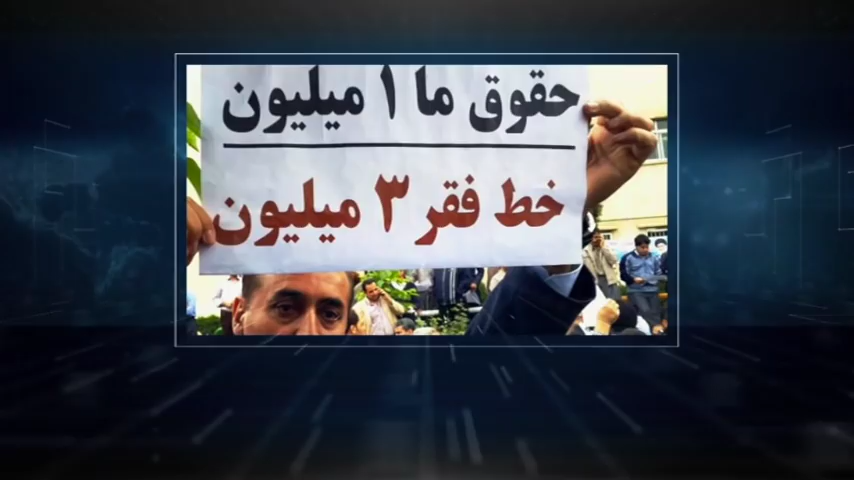 حقوق ما ۱ میلیون
خط فقر ۳ میلیون